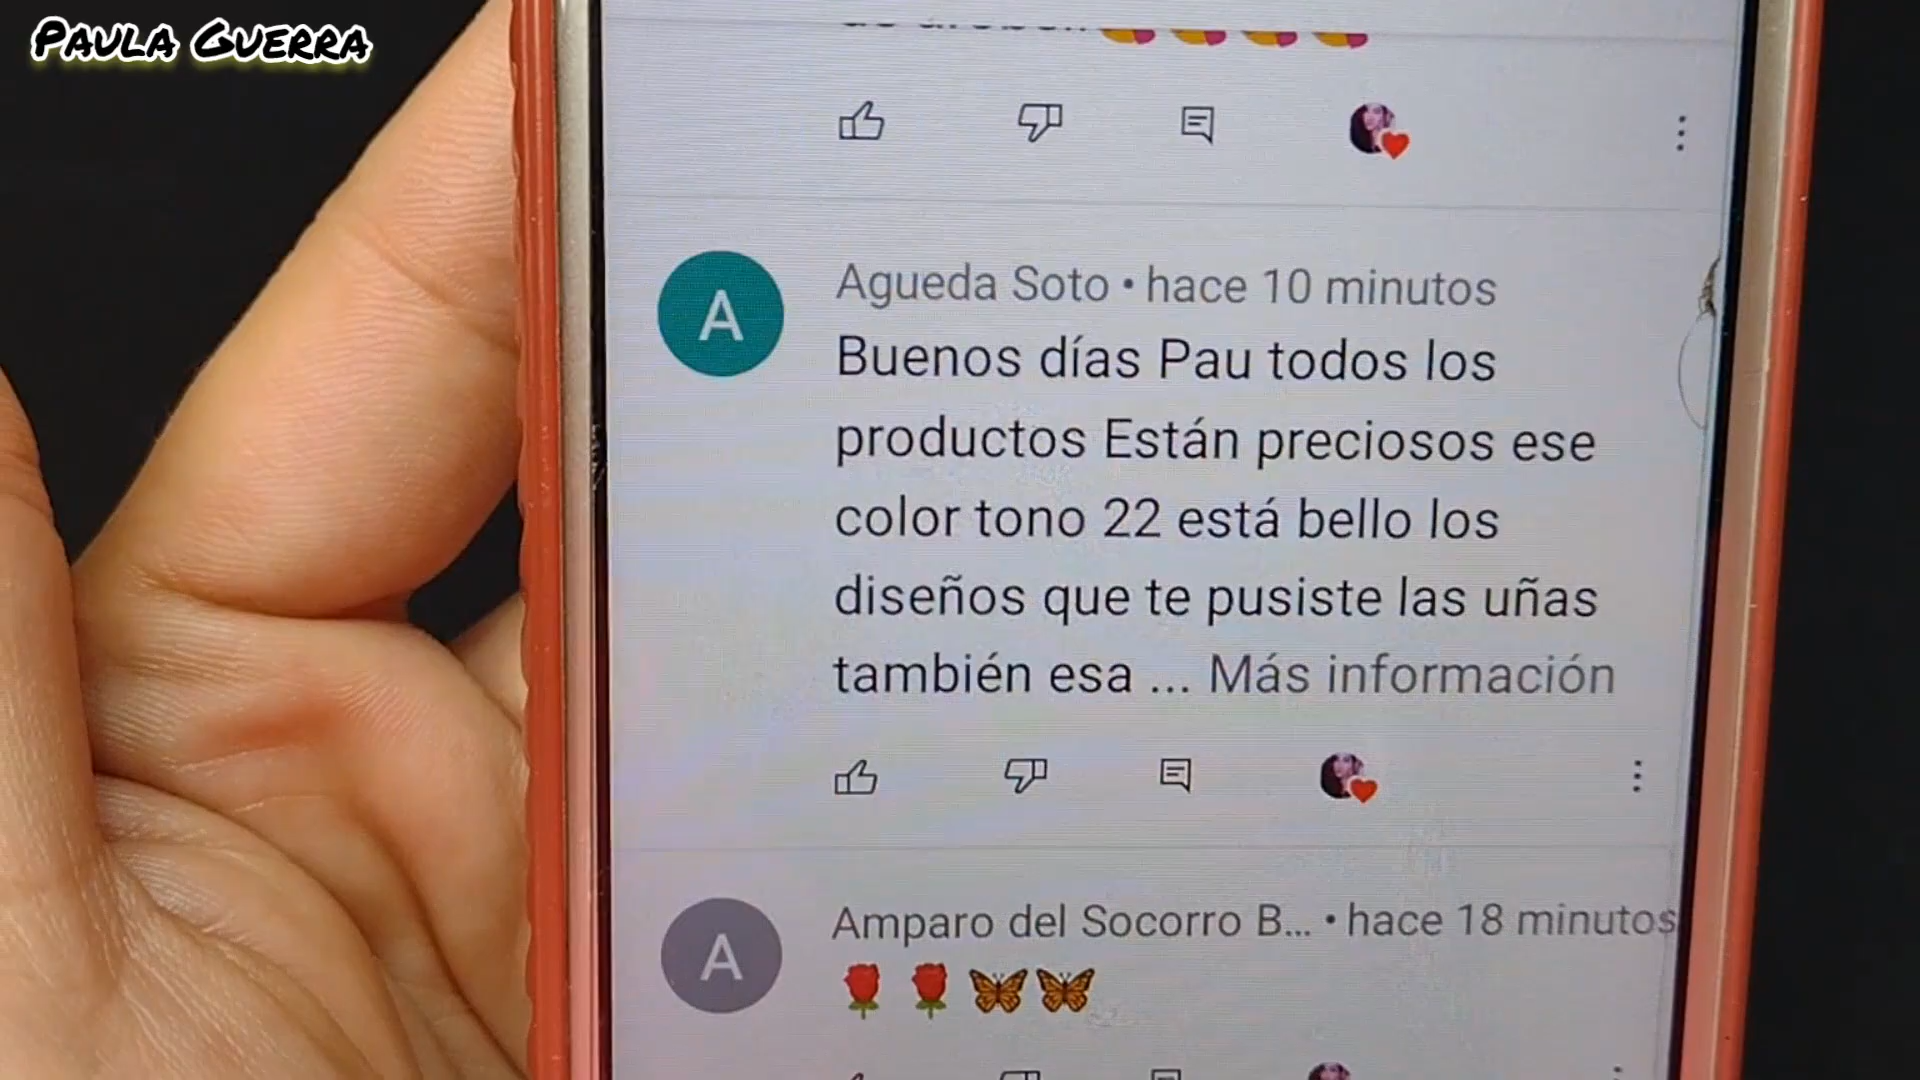 PAULA GUERRA
A
Agueda Soto • hace 10 minutos
Buenos días Pau todos los
productos Están preciosos ese
color tono 22 está bello los
diseños que te pusiste las uñas
también esa ... Más información
A
Amparo del Socorro B... • hace 18 minutos
🌹 🌹 🦋 🦋